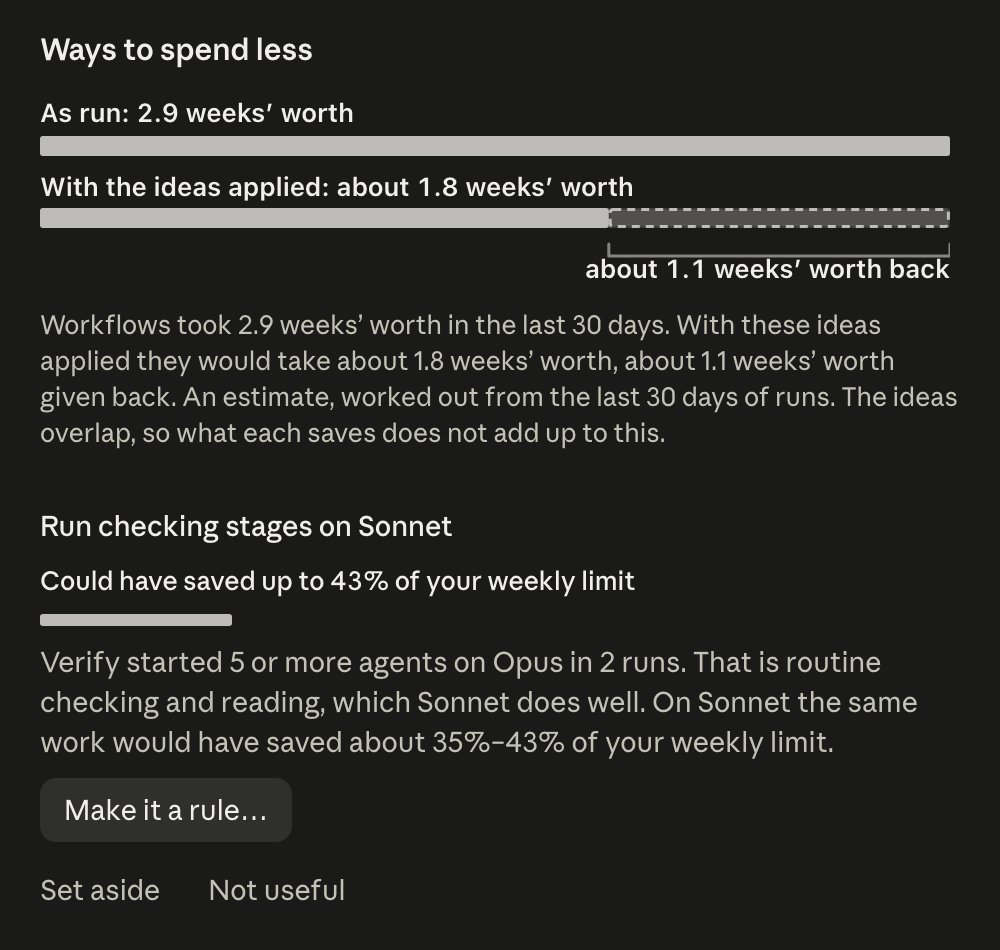 Ways to spend less
As run: 2.9 weeks’ worth
With the ideas applied: about 1.8 weeks’ worth
about 1.1 weeks’ worth back
Workflows took 2.9 weeks’ worth in the last 30 days. With these ideas
applied they would take about 1.8 weeks’ worth, about 1.1 weeks’ worth
given back. An estimate, worked out from the last 30 days of runs. The ideas
overlap, so what each saves does not add up to this.
Run checking stages on Sonnet
Could have saved up to 43% of your weekly limit
Verify started 5 or more agents on Opus in 2 runs. That is routine
checking and reading, which Sonnet does well. On Sonnet the same
work would have saved about 35%–43% of your weekly limit.
Make it a rule…
Set aside Not useful